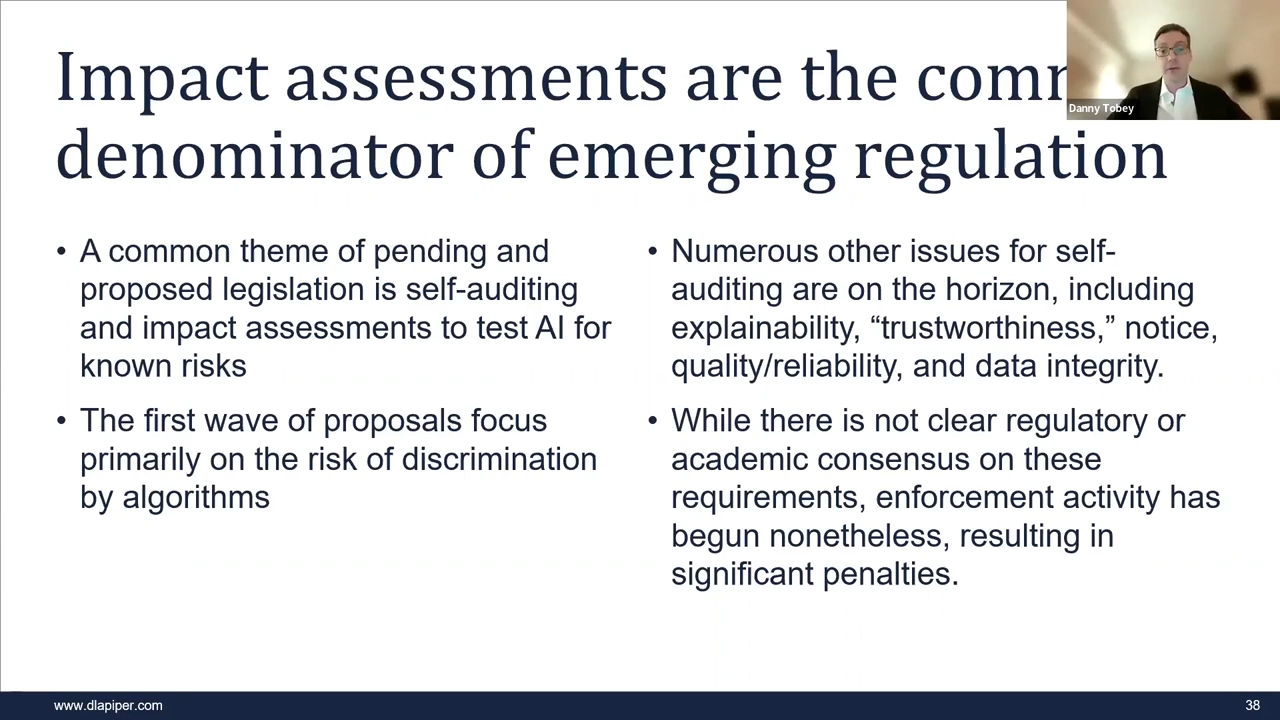 Impact assessments are the com
denominator of emerging regulation
Danny Tobey
• A common theme of pending and
proposed legislation is self-auditing
and impact assessments to test AI for
known risks
• The first wave of proposals focus
primarily on the risk of discrimination
by algorithms
• Numerous other issues for self-
auditing are on the horizon, including
explainability, “trustworthiness,” notice,
quality/reliability, and data integrity.
• While there is not clear regulatory or
academic consensus on these
requirements, enforcement activity has
begun nonetheless, resulting in
significant penalties.
www.dlapiper.com
38